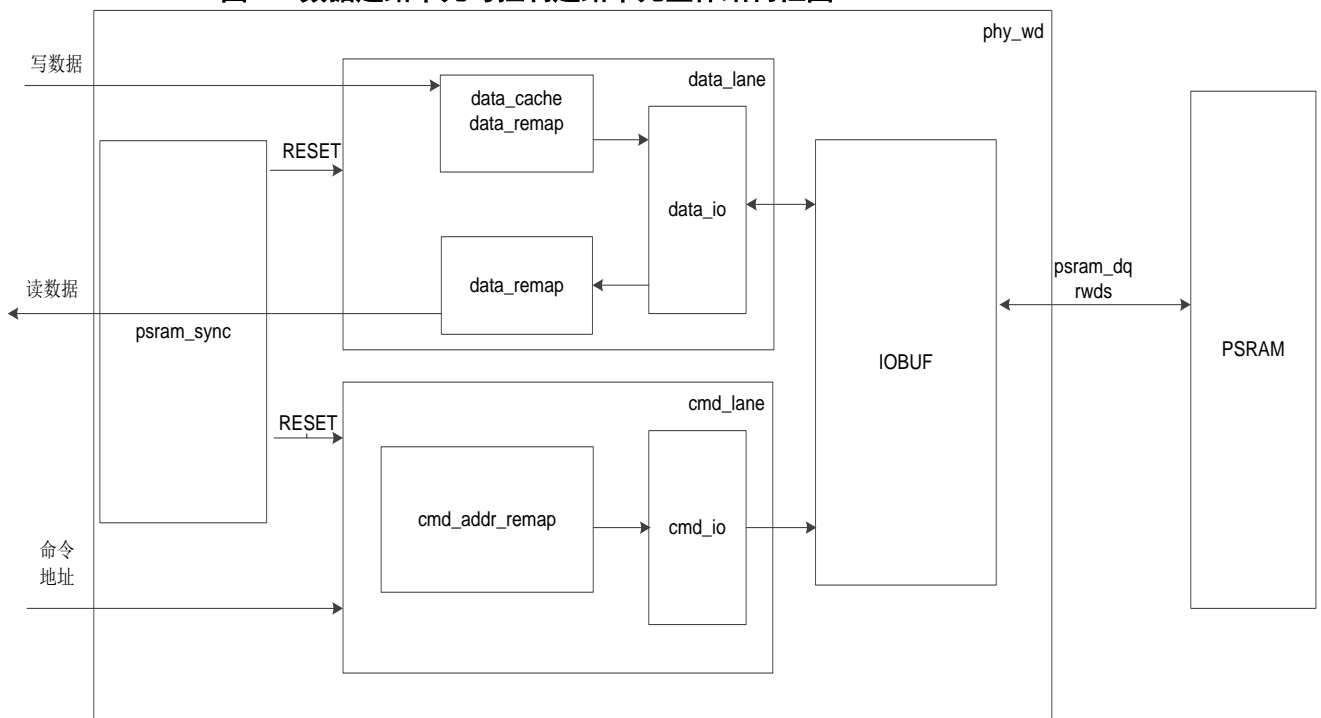 phy_wd
写数据
data_lane
data_cache
data_remap
RESET
data_io
读数据
data_remap
psram_sync
psram_dq
rwds
IOBUF
PSRAM
cmd_lane
RESET
cmd_addr_remap
cmd_io
命令
地址